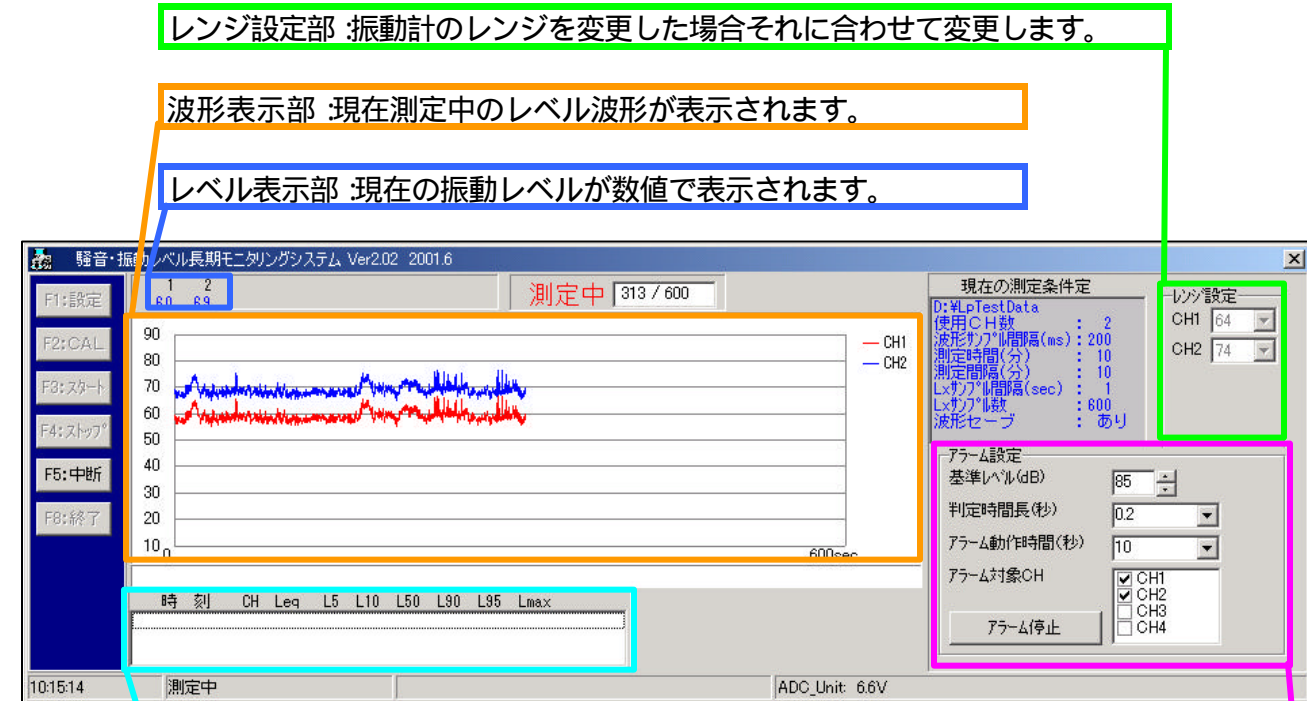 レンジ設定部 :振動計のレンジを変更した場合それに合わせて変更します。
波形表示部 :現在測定中のレベル波形が表示されます。
レベル表示部 :現在の振動レベルが数値で表示されます。
騒音・振動レベル長期モニタリングシステム Ver2.02 2001.6
F1:設定
F2:CAL
F3:スタート
F4:ストップ
F5:中断
F8:終了
1 2
60 69
測定中 313 / 600
90
80
70
60
50
40
30
20
10
0
600sec
CH1
CH2
時 刻 CH Leq L5 L10 L50 L90 L95 Lmax
現在の測定条件定
D:¥LpTestData
使用CH数 : 2
波形サンプル間隔(ms) : 200
測定時間(分) : 10
測定間隔(分) : 10
Lxサンプル間隔(sec) : 1
Lxサンプル数 : 600
波形セーブ : あり
レンジ設定
CH1 64
CH2 74
アラーム設定
基準レベル(dB) 85
判定時間長(秒) 0.2
アラーム動作時間(秒) 10
アラーム対象CH
CH1
CH2
CH3
CH4
アラーム停止
10:15:14 測定中 ADC_Unit: 6.6V